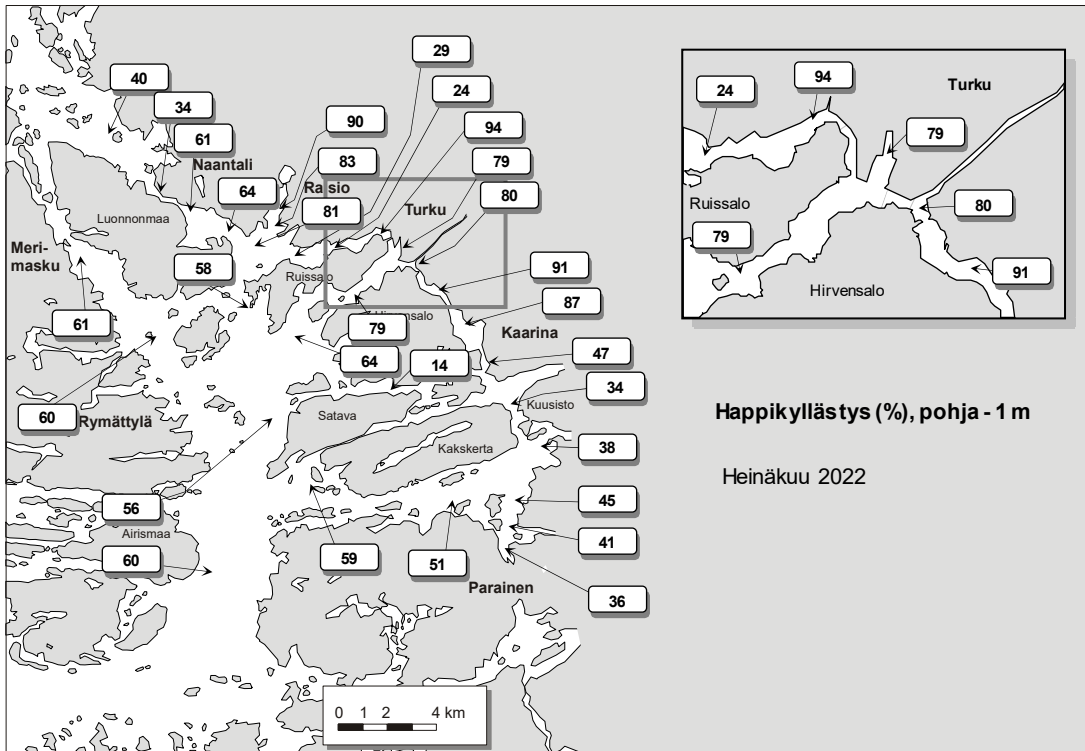 29
40
24
34
94
90
61
79
Naantali
83
Raisio
80
64
81
Turku
Luonnonmaa
Meri-
masku
58
Ruissalo
91
87
Hirvensalo
61
79
Kaarina
64
14
47
34
60
Rymättylä
Satava
Kuusisto
Kakskerta
38
56
45
Airismaa
41
60
59
51
Parainen
36
0 1 2 4 km
94
Turku
24
79
Ruissalo
80
79
91
Hirvensalo
Happikyllästys (%), pohja - 1 m
Heinäkuu 2022